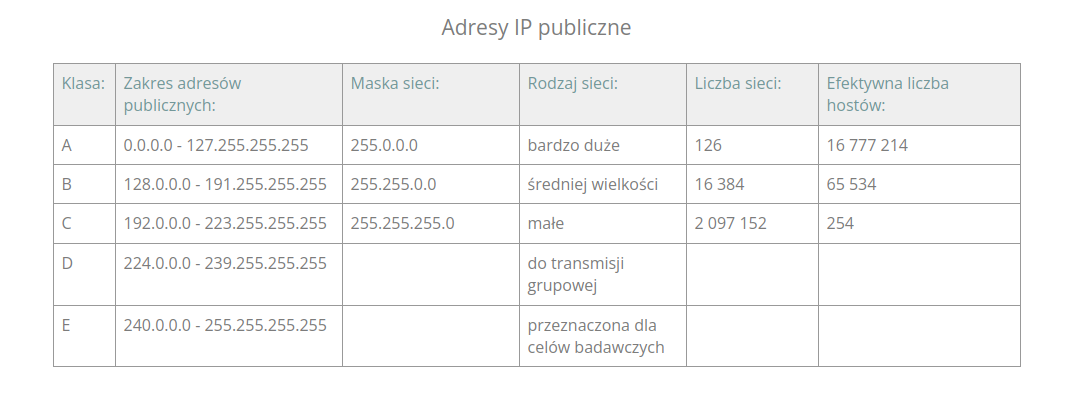 Adresy IP publiczne
Klasa: Zakres adresów publicznych: Maska sieci: Rodzaj sieci: Liczba sieci: Efektywna liczba hostów:
A 0.0.0.0 - 127.255.255.255 255.0.0.0 bardzo duże 126 16 777 214
B 128.0.0.0 - 191.255.255.255 255.255.0.0 średniej wielkości 16 384 65 534
C 192.0.0.0 - 223.255.255.255 255.255.255.0 małe 2 097 152 254
D 224.0.0.0 - 239.255.255.255 do transmisji grupowej
E 240.0.0.0 - 255.255.255.255 przeznaczona dla celów badawczych